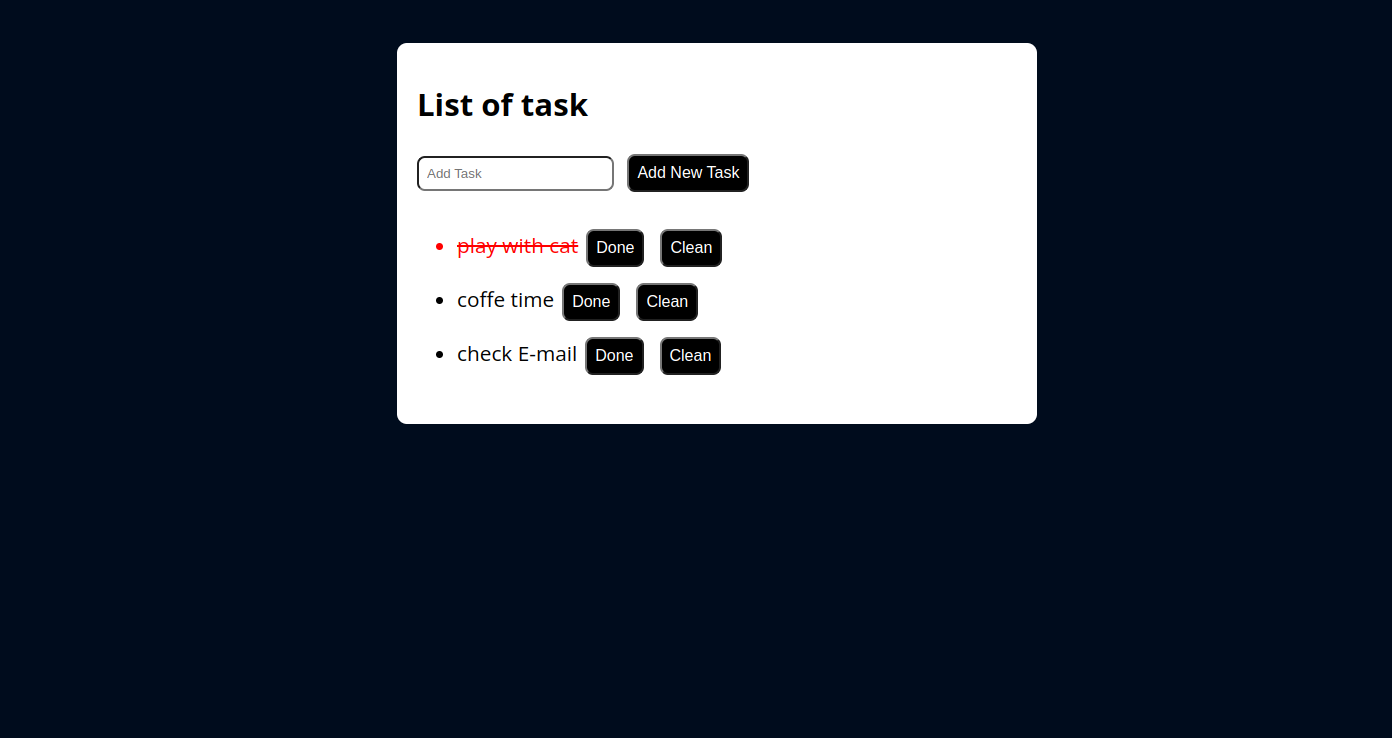 List of task
Add Task Add New Task
play with cat Done Clean
coffe time Done Clean
check E-mail Done Clean